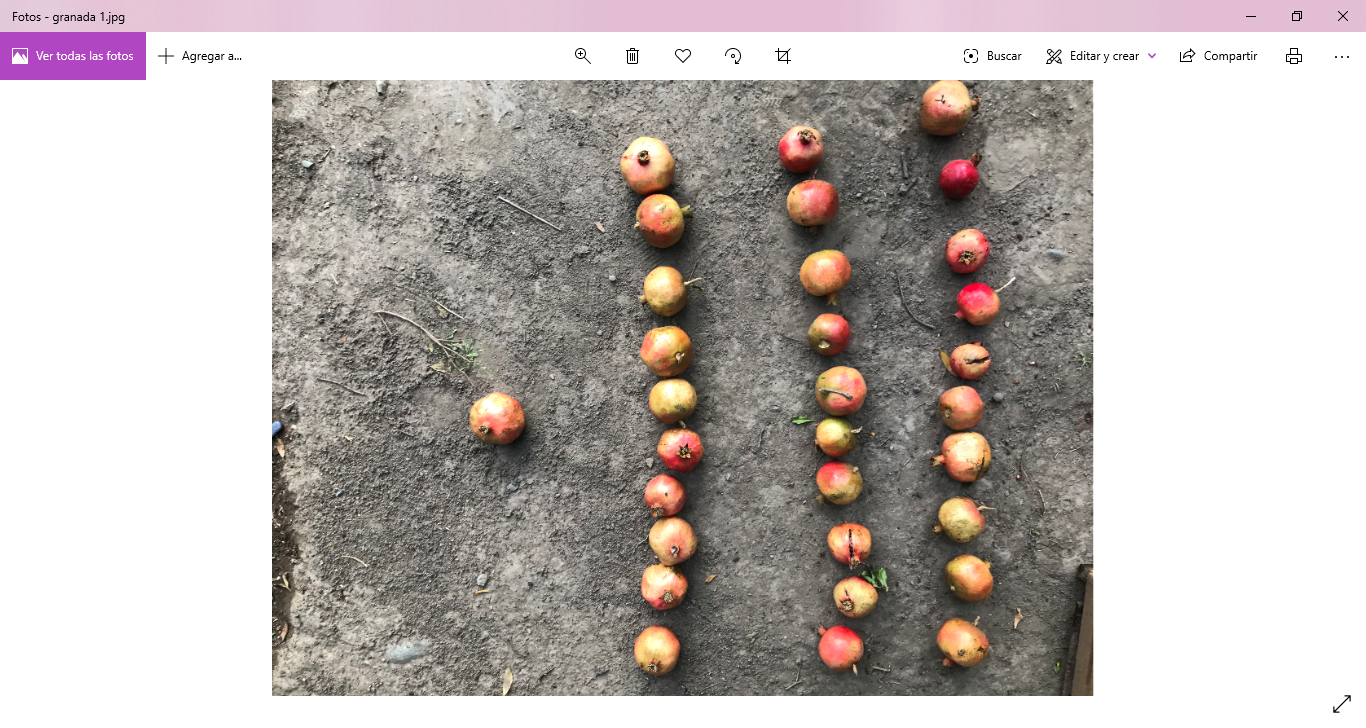 Fotos - granada 1.jpg
Ver todas las fotos
Agregar a...
Buscar
Editar y crear
Compartir